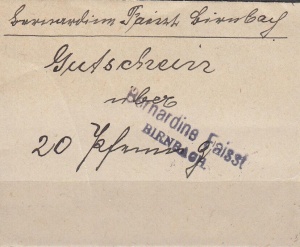 Bernardine Faisst Birnbach
Gutschein
über
20 Pfennig
Bernardine Faisst
BIRNBACH.